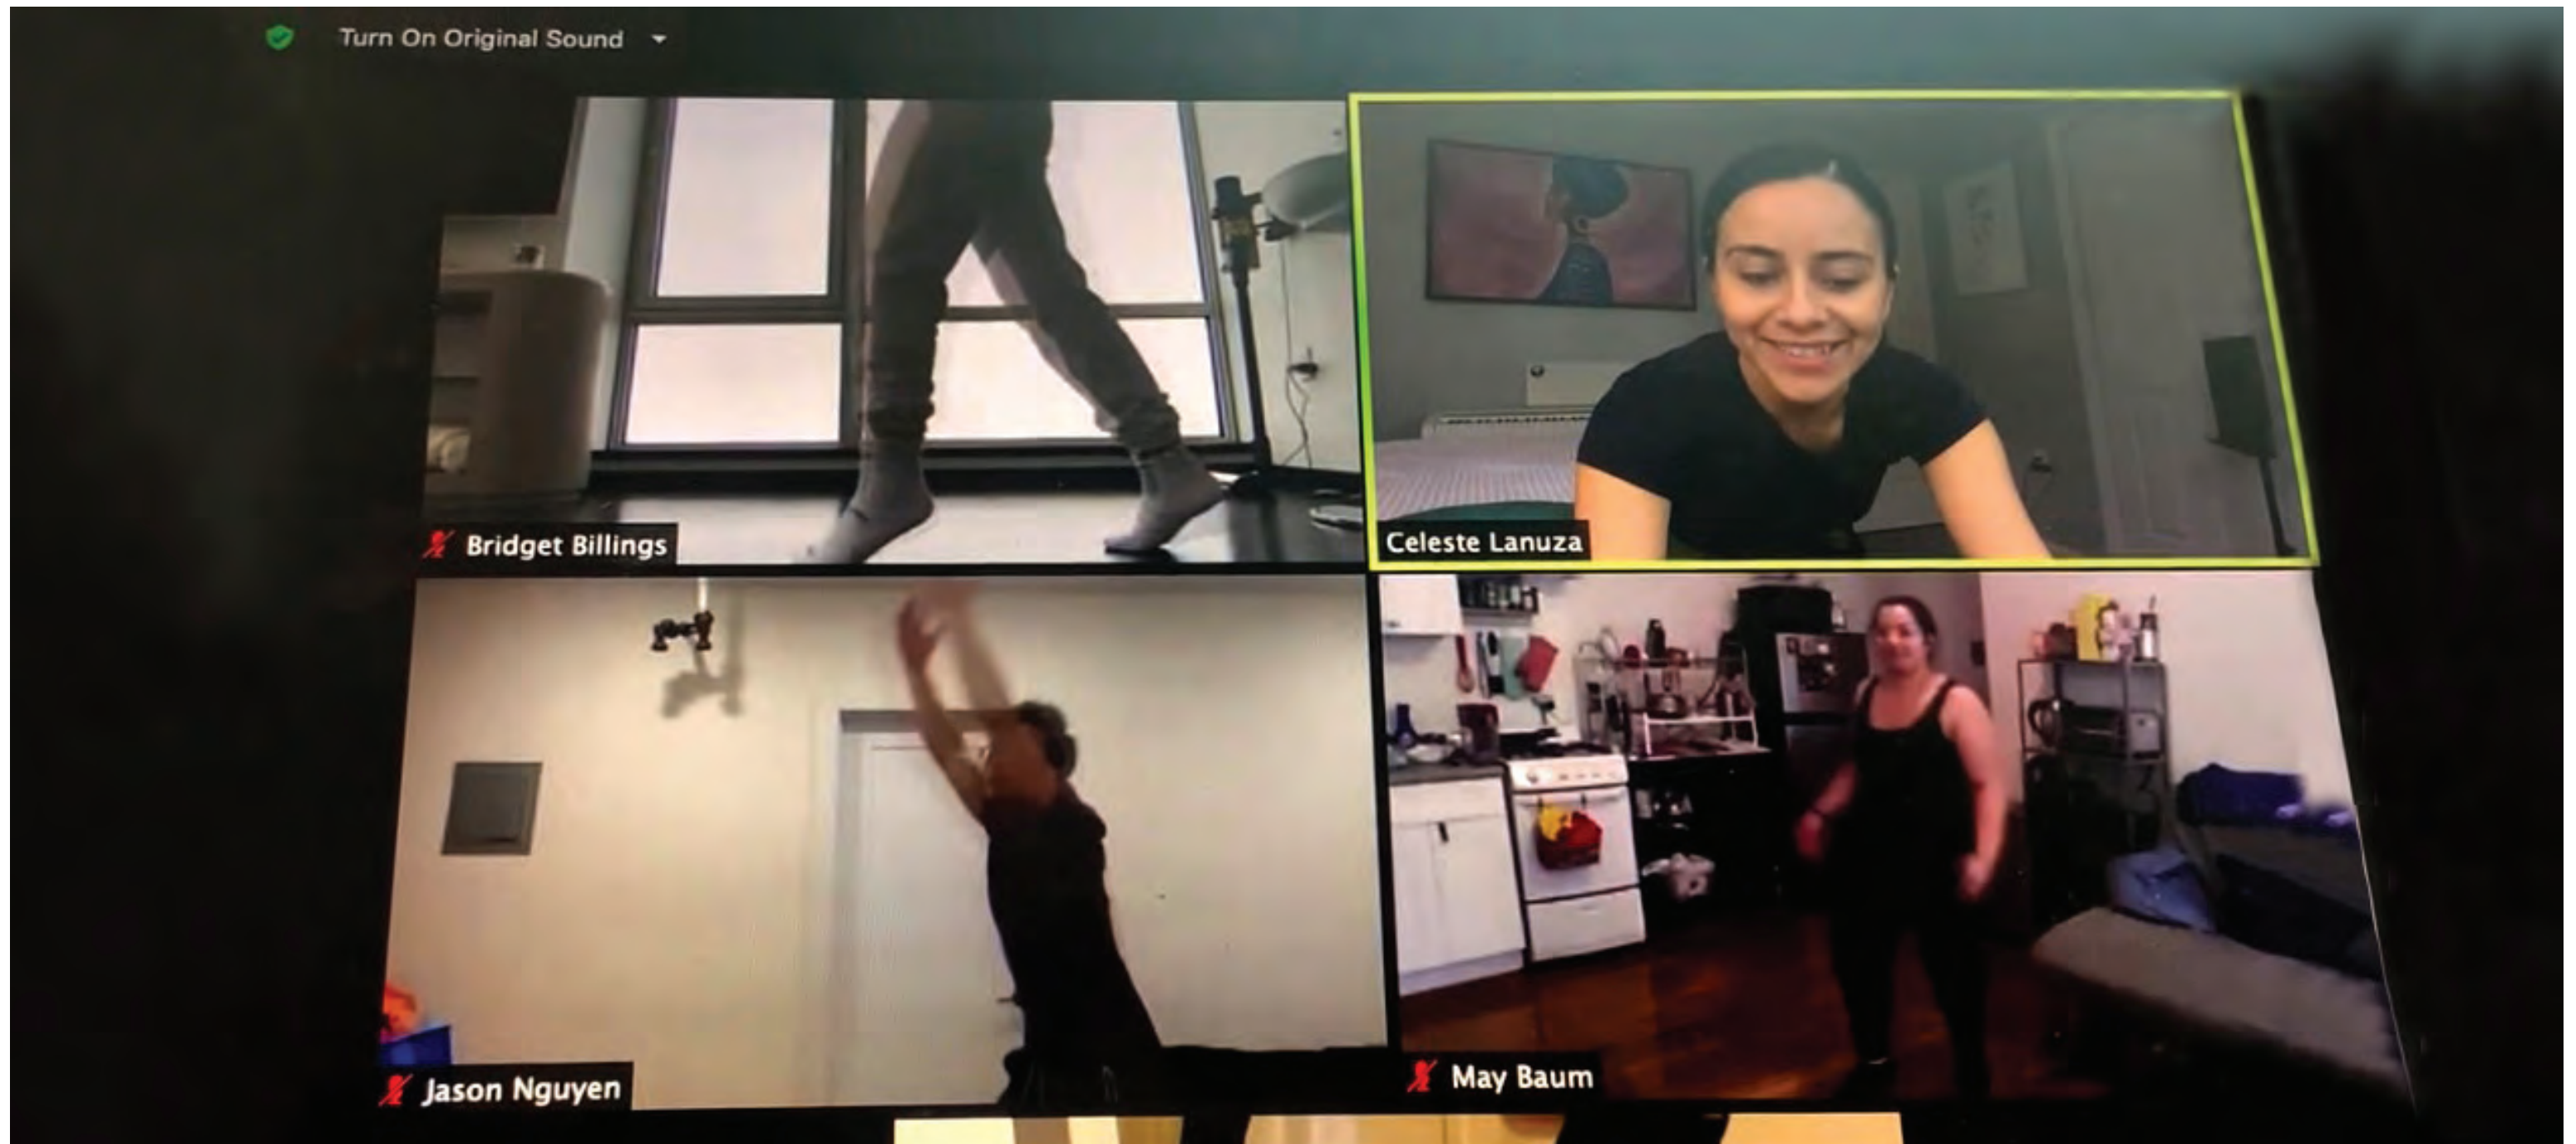 Turn On Original Sound
Bridget Billings
Celeste Lanuza
Jason Nguyen
May Baum